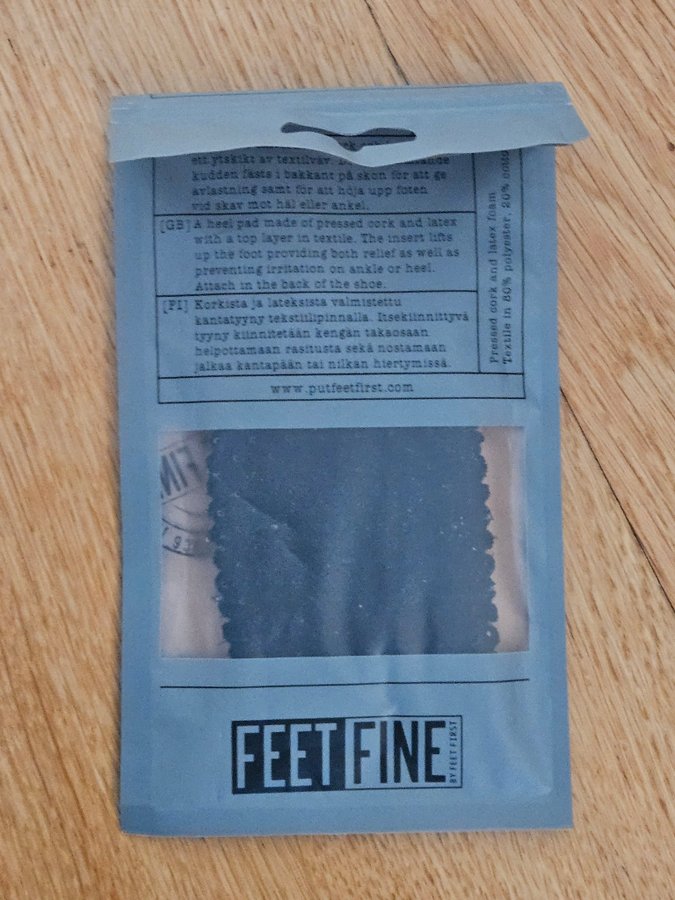 ett ytskikt av textilväv.
kudden fästs i bakkant på skon för att ge
avlastning samt för att höja upp foten
vid skav mot häl eller ankel.
[GB] A heel pad made of pressed cork and latex
with a top layer in textile. The insert lifts
up the foot providing both relief as well as
preventing irritation on ankle or heel.
Attach in the back of the shoe.
[FI] Korkista ja lateksista valmistettu
kantatyyny tekstiilipinnalla. Itsekiinnittyvä
tyyny kiinnitetään kengän takaosaan
helpottamaan rasitusta sekä nostamaan
jalkaa kantapään tai nilkan hiertymissä.
www.putfeetfirst.com
Pressed cork and latex foam
Textile in 80% polyester, 20%
FINE
FEET FINE
BY FEET FIRST